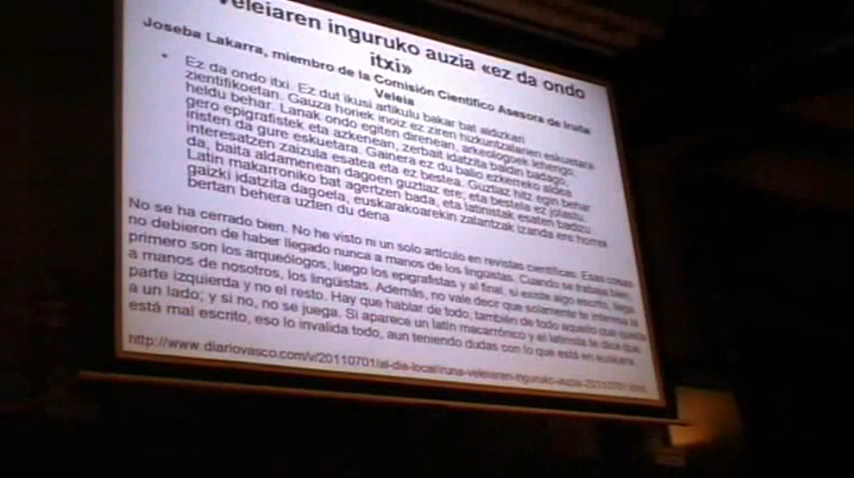 Veleiaren inguruko auzia «ez da ondo
itxi»
Joseba Lakarra, miembro de la Comisión Científico Asesora de Iruña
Veleia
• Ez da ondo itxi. Ez dut ikusi artikulu bakar bat aldizkari
zientifikoetan. Gauza horiek inoiz ez ziren hizkuntzalarien eskuetara
heldu behar. Lanak ondo egiten direnean, arkeologoek lehengo,
gero epigrafistek eta azkenean, zerbait idatzita baldin badago,
iristen da gure eskuetara. Gainera ez du balio ezkerreko aldea
interesatzen zaizula esatea eta ez bestea. Guztiaz hitz egin behar
da, baita aldamenean dagoen guztiaz ere; eta bestela ez jolastu.
Latin makarroniko bat agertzen bada, eta latinistak esaten badizu
gaizki idatzita dagoela, euskarakoarekin zalantzak izanda ere horrek
bertan behera uzten du dena
No se ha cerrado bien. No he visto ni un solo artículo en revistas científicas. Esas cosas
no debieron de haber llegado nunca a manos de los lingüistas. Cuando se trabaja bien,
primero son los arqueólogos, luego los epigrafistas y al final, si existe algo escrito, llega
a manos de nosotros, los lingüistas. Además, no vale decir que solamente te interesa la
parte izquierda y no el resto. Hay que hablar de todo, también de todo aquello que queda
a un lado; y si no, no se juega. Si aparece un latín macarrónico y el latinista te dice que
está mal escrito, eso lo invalida todo, aun teniendo dudas con lo que está en euskara.
http://www.diariovasco.com/v/20110701/al-dia-local/iruna-veleiaren-inguruko-auzia-20110701.html